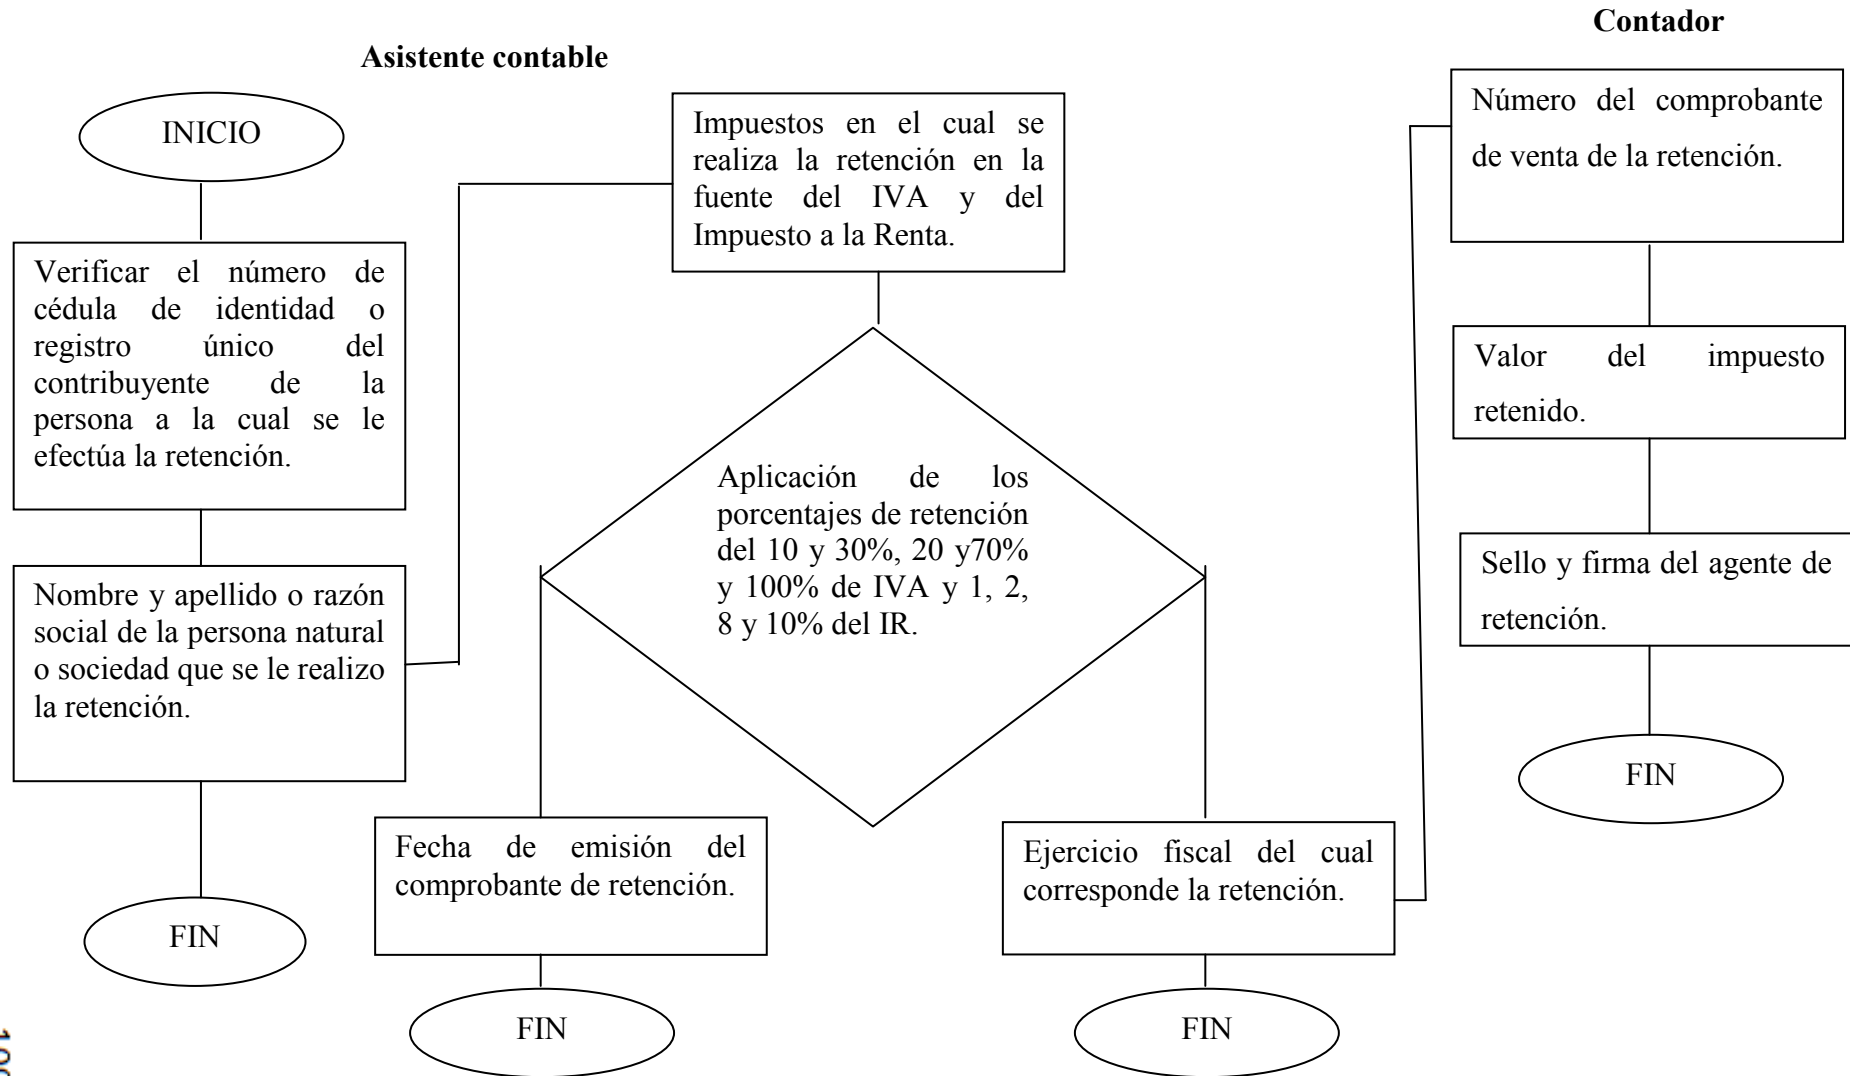 Asistente contable
INICIO
Verificar el número de
cédula de identidad o
registro único del
contribuyente de la
persona a la cual se le
efectúa la retención.
Nombre y apellido o razón
social de la persona natural
o sociedad que se le realizo
la retención.
FIN
Impuestos en el cual se
realiza la retención en la
fuente del IVA y del
Impuesto a la Renta.
Aplicación de los
porcentajes de retención
del 10 y 30%, 20 y70%
y 100% de IVA y 1, 2,
8 y 10% del IR.
Fecha de emisión del
comprobante de retención.
FIN
Ejercicio fiscal del cual
corresponde la retención.
FIN
Contador
Número del comprobante
de venta de la retención.
Valor del impuesto
retenido.
Sello y firma del agente de
retención.
FIN